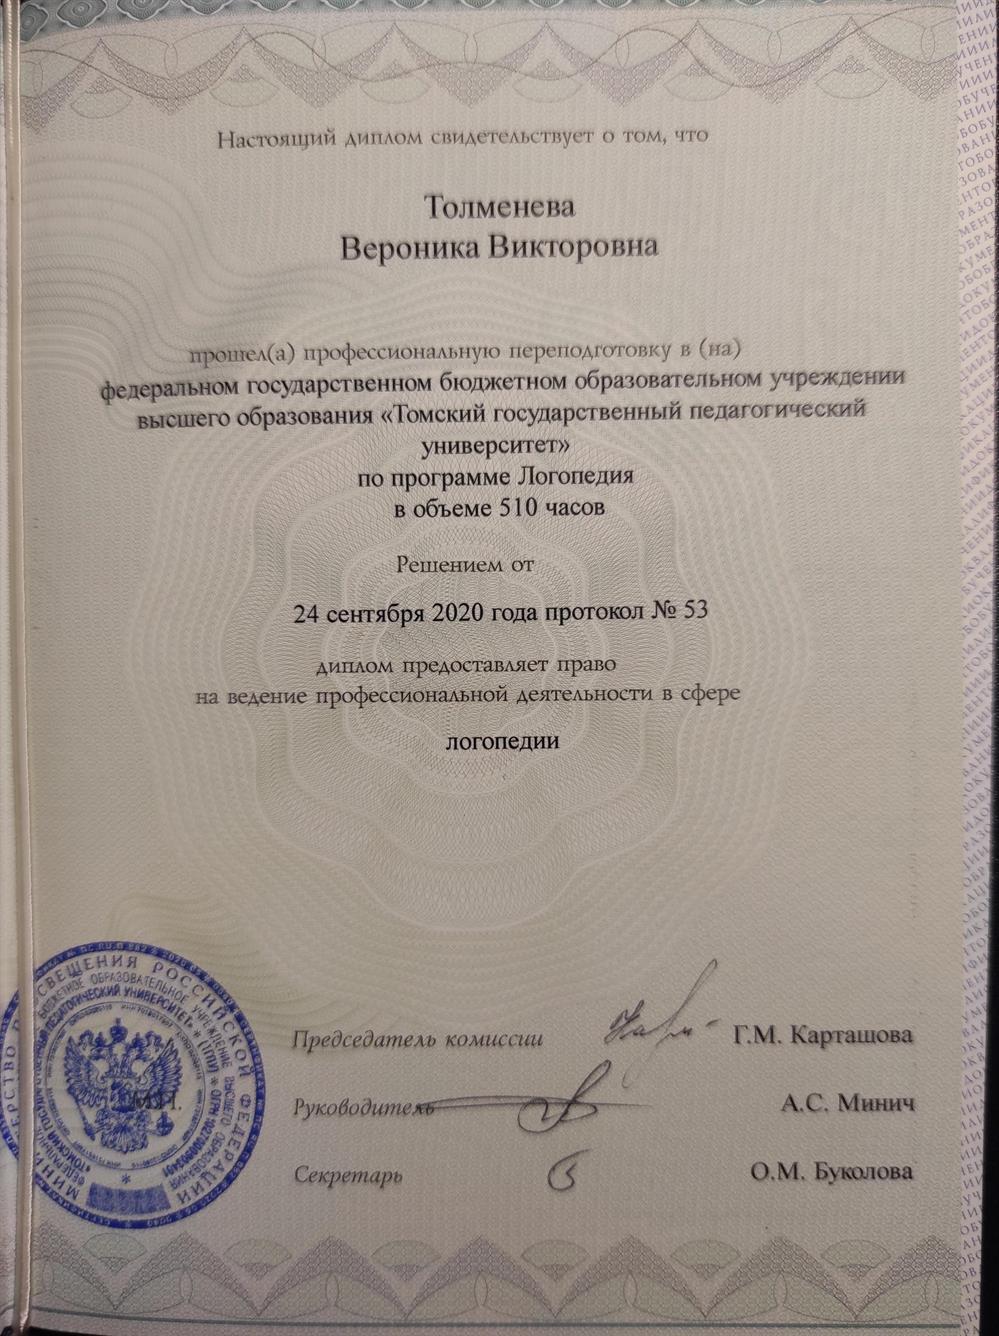 Настоящий диплом свидетельствует о том, что
Толменева
Вероника Викторовна
прошел(а) профессиональную переподготовку в (на)
федеральном государственном бюджетном образовательном учреждении
высшего образования «Томский государственный педагогический
университет»
по программе Логопедия
в объеме 510 часов
Решением от
24 сентября 2020 года протокол № 53
диплом предоставляет право
на ведение профессиональной деятельности в сфере
логопедии
Председатель комиссии Г.М. Карташова
М.П.
Руководитель А.С. Минич
Секретарь О.М. Буколова